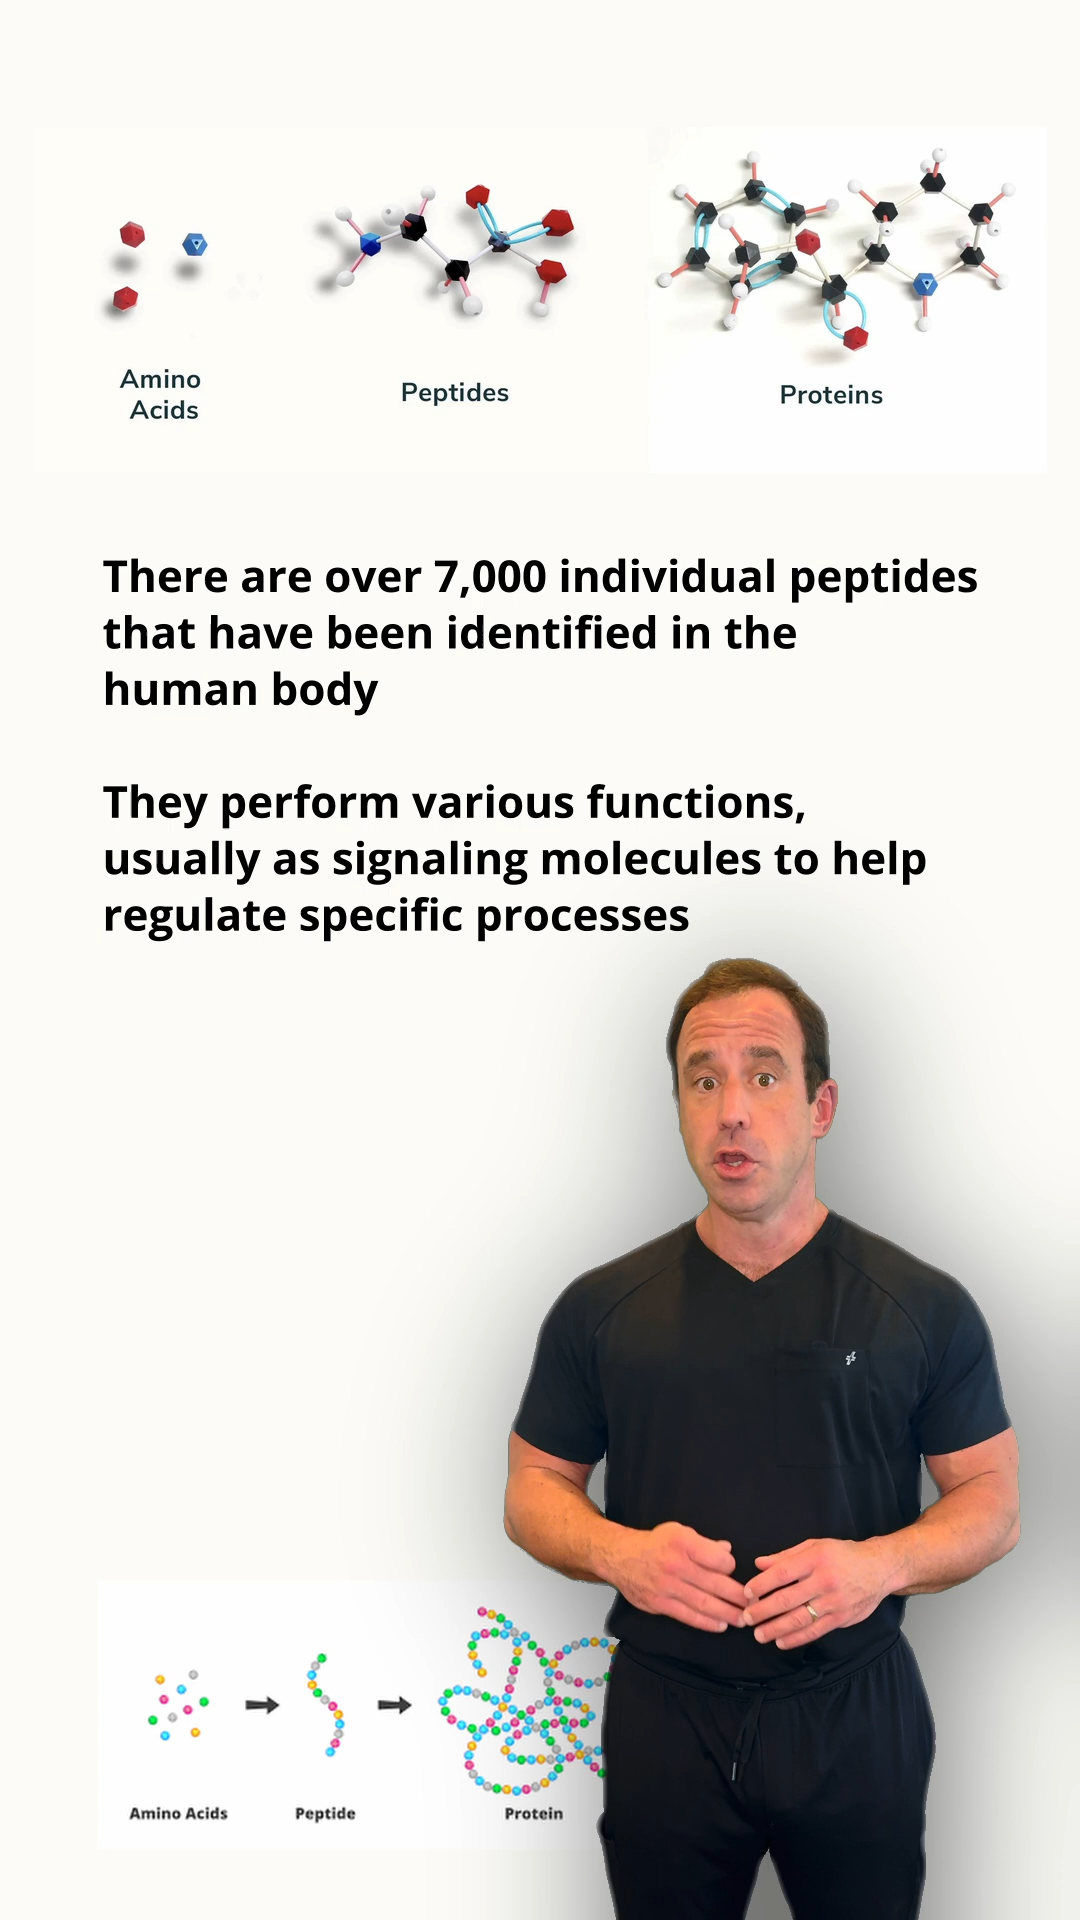 Amino
Acids
Peptides
Proteins
There are over 7,000 individual peptides
that have been identified in the
human body
They perform various functions,
usually as signaling molecules to help
regulate specific processes
Amino Acids
Peptide
Protein